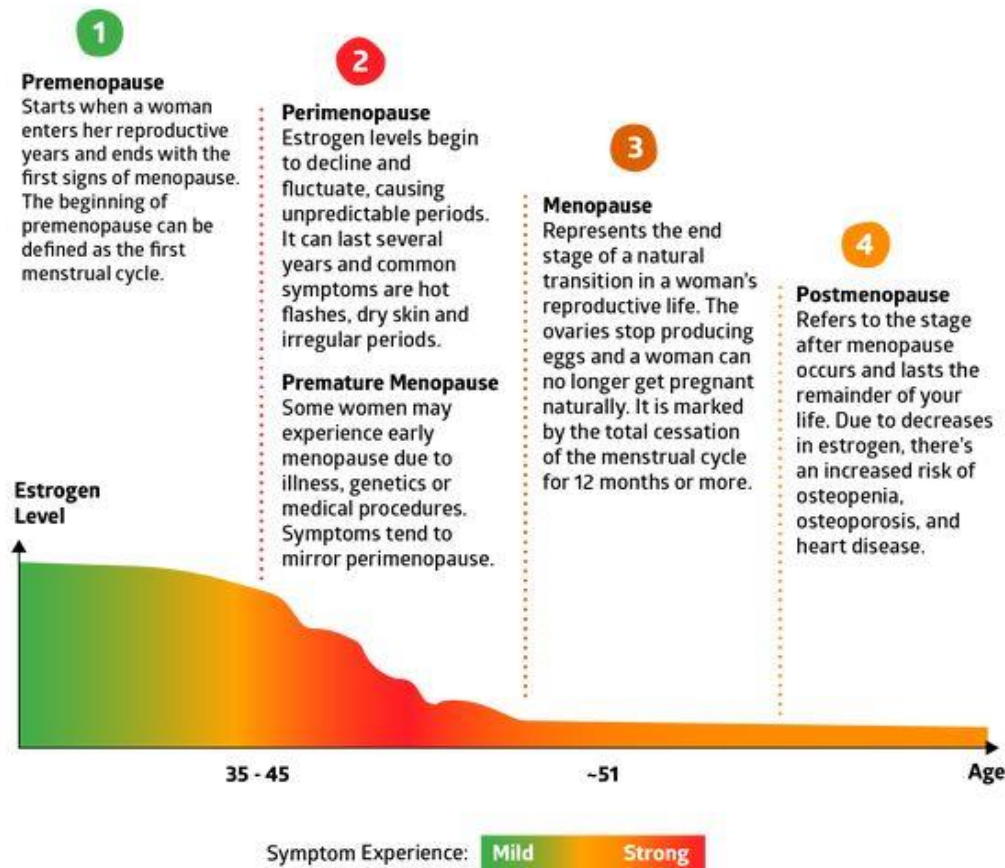 1
Premenopause
Starts when a woman
enters her reproductive
years and ends with the
first signs of menopause.
The beginning of
premenopause can be
defined as the first
menstrual cycle.
2
Perimenopause
Estrogen levels begin
to decline and
fluctuate, causing
unpredictable periods.
It can last several
years and common
symptoms are hot
flashes, dry skin and
irregular periods.
Premature Menopause
Some women may
experience early
menopause due to
illness, genetics or
medical procedures.
Symptoms tend to
mirror perimenopause.
3
Menopause
Represents the end
stage of a natural
transition in a woman's
reproductive life. The
ovaries stop producing
eggs and a woman can
no longer get pregnant
naturally. It is marked
by the total cessation
of the menstrual cycle
for 12 months or more.
4
Postmenopause
Refers to the stage
after menopause
occurs and lasts the
remainder of your
life. Due to decreases
in estrogen, there's
an increased risk of
osteopenia,
osteoporosis, and
heart disease.
Estrogen
Level
35 - 45
~51
Age
Symptom Experience: Mild Strong